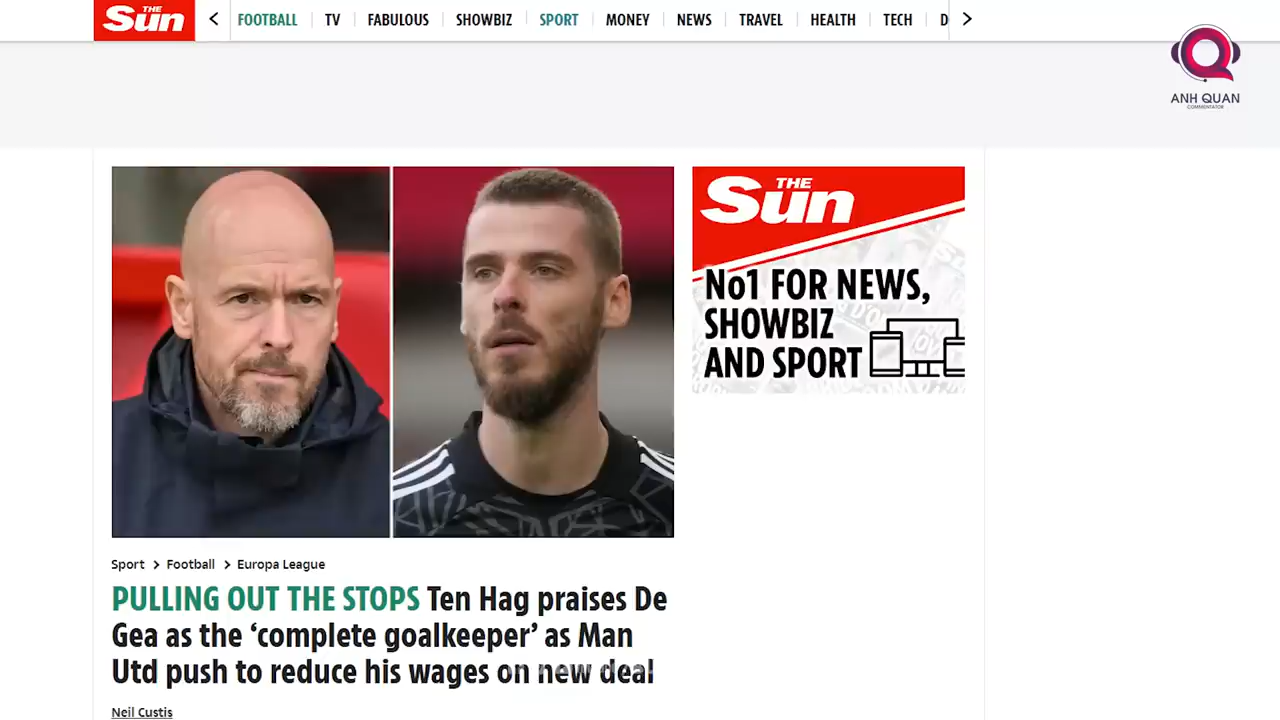 THE
Sun
FOOTBALL TV FABULOUS SHOWBIZ SPORT MONEY NEWS TRAVEL HEALTH TECH D
ANH QUAN
COMMENTATOR
THE
Sun
No1 FOR NEWS,
SHOWBIZ
AND SPORT
Sport > Football > Europa League
PULLING OUT THE STOPS Ten Hag praises De
Gea as the ‘complete goalkeeper’ as Man
Utd push to reduce his wages on new deal
Neil Custis